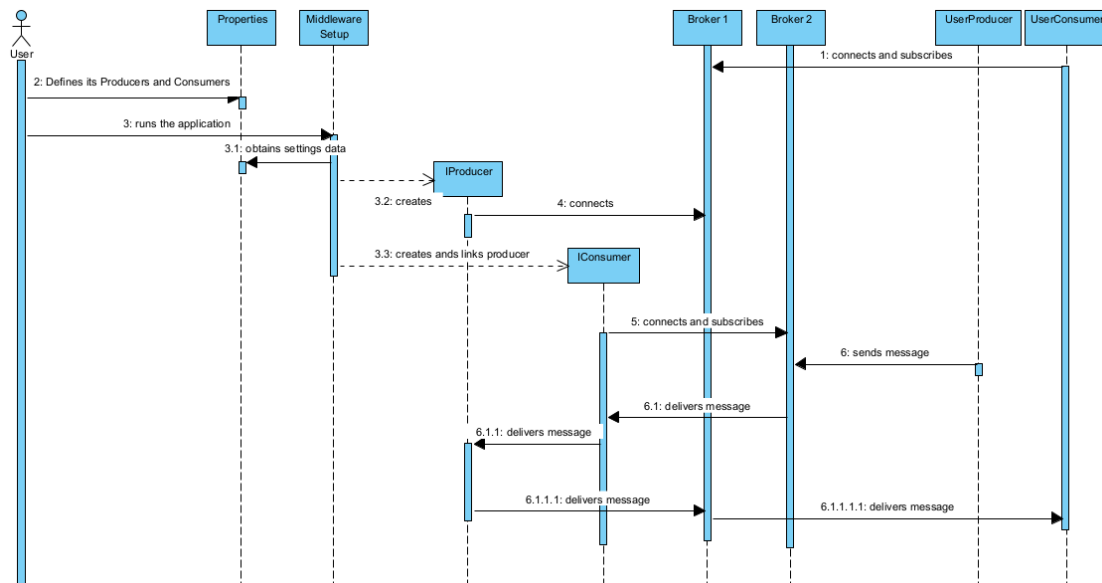 Properties
Middleware
Setup
Broker 1
Broker 2
UserProducer
UserConsumer
User
1: connects and subscribes
2: Defines its Producers and Consumers
3: runs the application
3.1: obtains settings data
IProducer
3.2: creates
4: connects
3.3: creates ands links producer
IConsumer
5: connects and subscribes
6: sends message
6.1: delivers message
6.1.1: delivers message
6.1.1.1: delivers message
6.1.1.1.1: delivers message